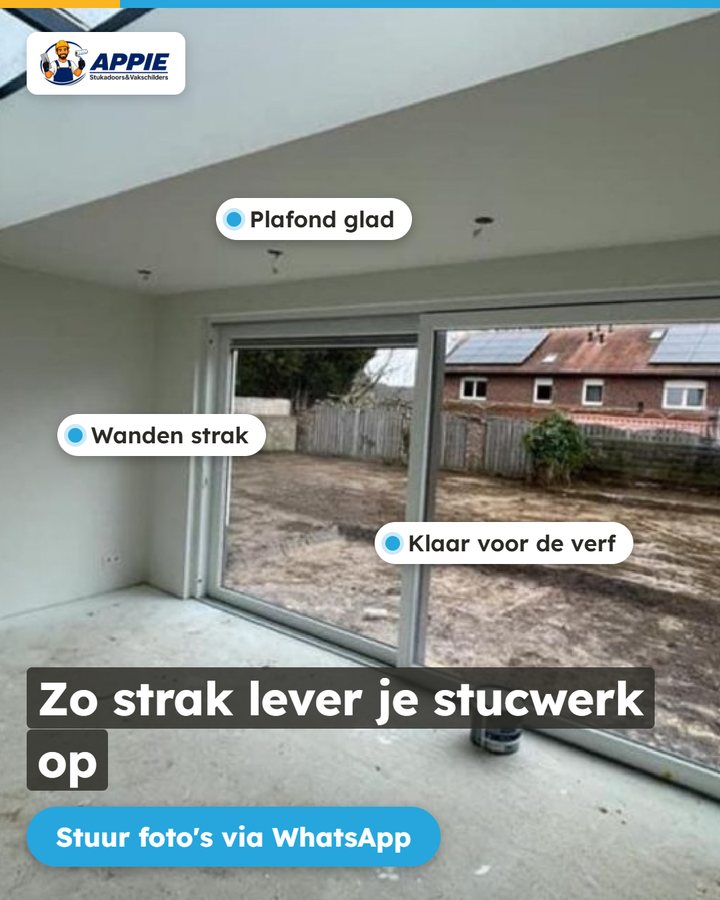 APPIE
Stukadoors&Vakschilders
Plafond glad
Wanden strak
Klaar voor de verf
Zo strak lever je stucwerk
op
Stuur foto's via WhatsApp